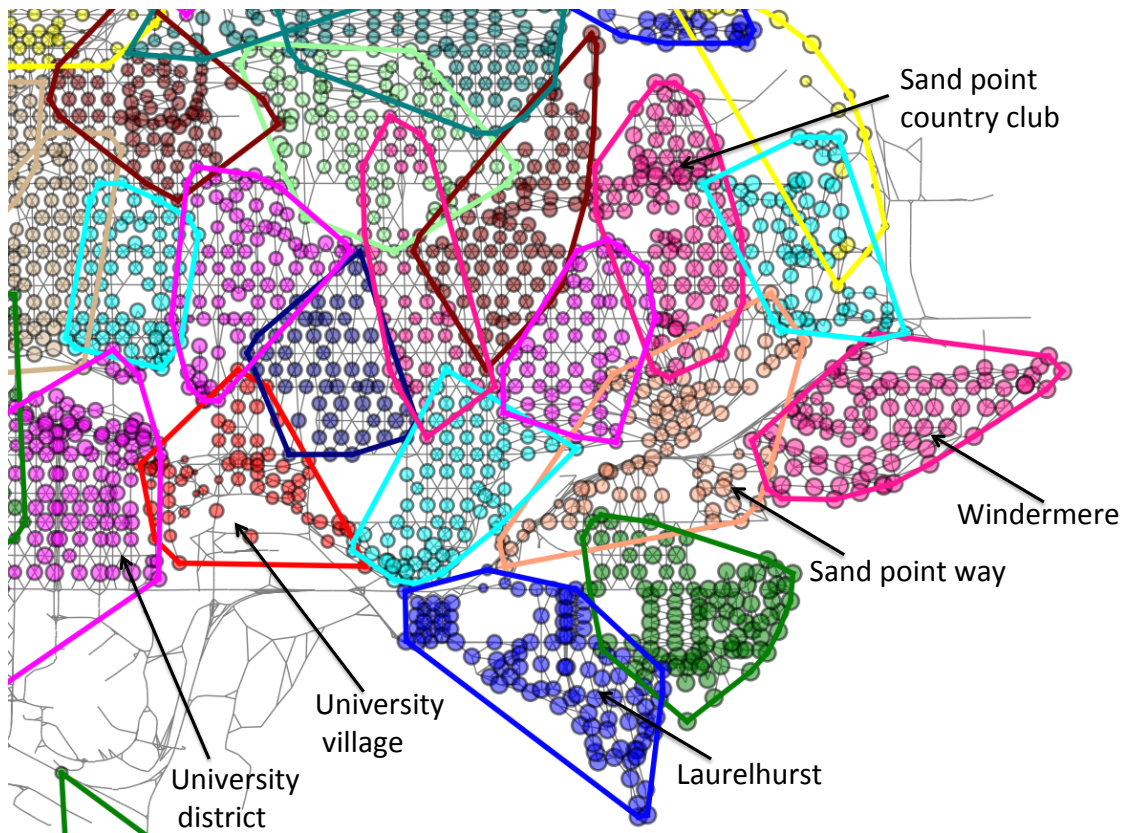 Sand point
country club
Windermere
Sand point way
University
village
Laurelhurst
University
district